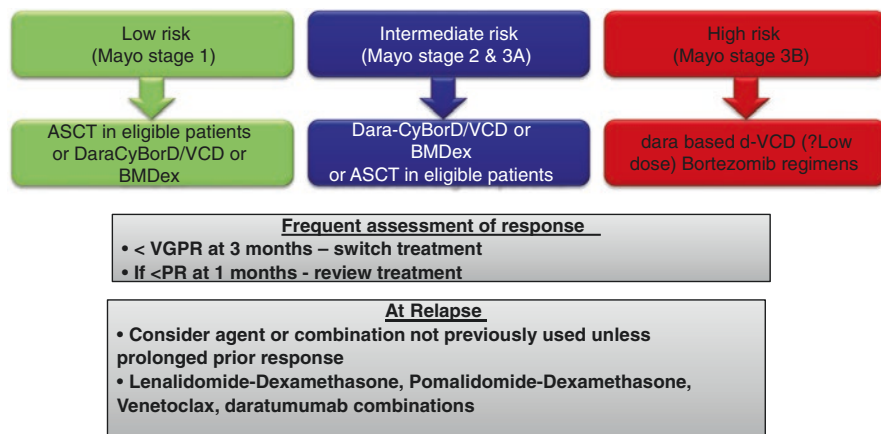 Low risk
(Mayo stage 1)
Intermediate risk
(Mayo stage 2 & 3A)
High risk
(Mayo stage 3B)
ASCT in eligible patients
or DaraCyBorD/VCD or
BMDex
Dara-CyBorD/VCD or
BMDex
or ASCT in eligible patients
dara based d-VCD (?Low
dose) Bortezomib regimens
Frequent assessment of response
• < VGPR at 3 months – switch treatment
• If <PR at 1 months - review treatment
At Relapse
• Consider agent or combination not previously used unless
prolonged prior response
• Lenalidomide-Dexamethasone, Pomalidomide-Dexamethasone,
Venetoclax, daratumumab combinations